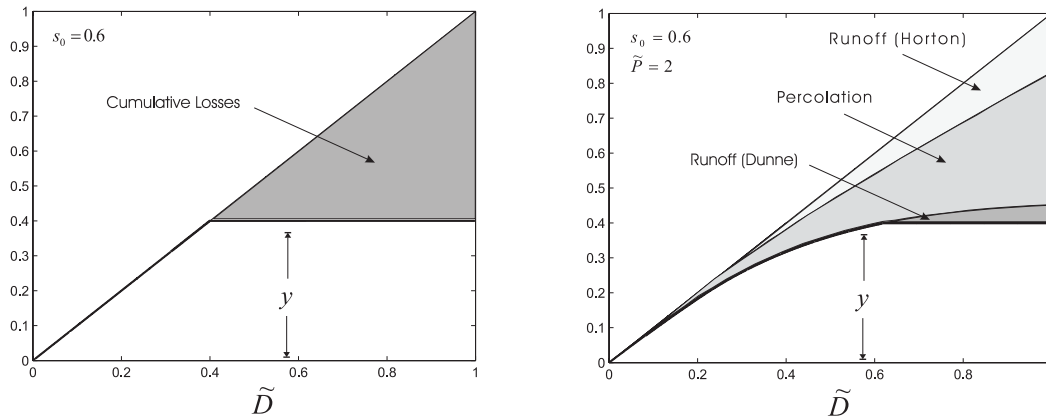 1
0.9
0.8
0.7
0.6
0.5
0.4
0.3
0.2
0.1
0
s₀ = 0.6
Cumulative Losses
y
0 0.2 0.4 0.6 0.8 1
D̃
1
0.9
0.8
0.7
0.6
0.5
0.4
0.3
0.2
0.1
0
s₀ = 0.6
P̃ = 2
Runoff (Horton)
Percolation
Runoff (Dunne)
y
0 0.2 0.4 0.6 0.8
D̃